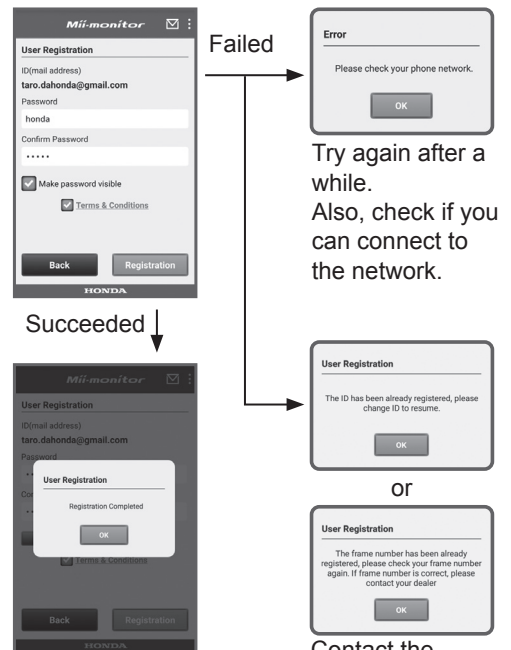 Mii-monitor
User Registration
ID(mail address)
taro.dahonda@gmail.com
Password
honda
Confirm Password
•••••
Make password visible
Terms & Conditions
Back
Registration
HONDA
Failed
Error
Please check your phone network.
OK
Try again after a
while.
Also, check if you
can connect to
the network.
Succeeded
Mii-monitor
User Registration
ID(mail address)
taro.dahonda@gmail.com
Password
User Registration
Registration Completed
OK
Terms & Conditions
Back
Registration
HONDA
User Registration
The ID has been already registered, please
change ID to resume.
OK
or
User Registration
The frame number has been already
registered, please check your frame number
again. If frame number is correct, please
contact your dealer
OK
Contact the